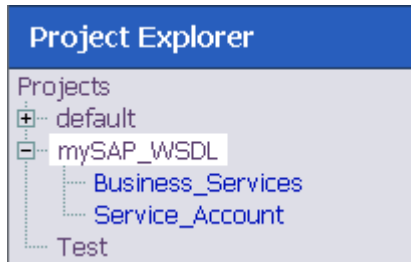 Project Explorer
Projects
default
mySAP_WSDL
Business_Services
Service_Account
Test